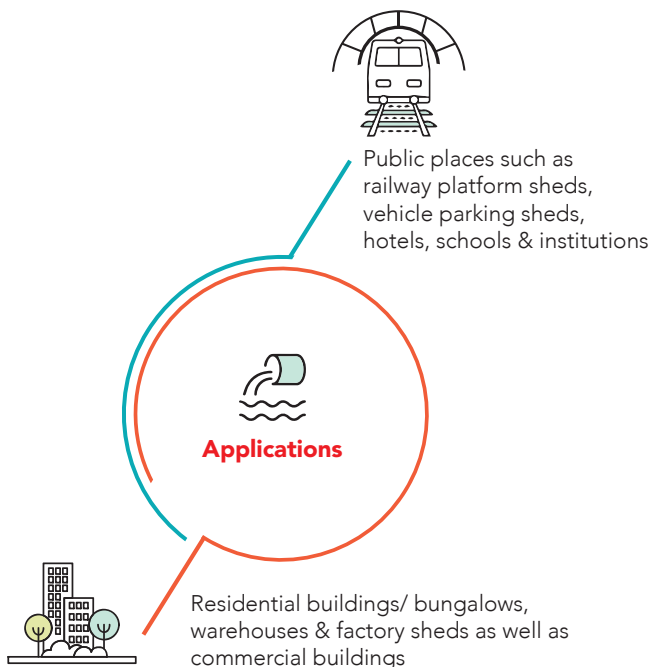 Public places such as
railway platform sheds,
vehicle parking sheds,
hotels, schools & institutions
Applications
Residential buildings/ bungalows,
warehouses & factory sheds as well as
commercial buildings